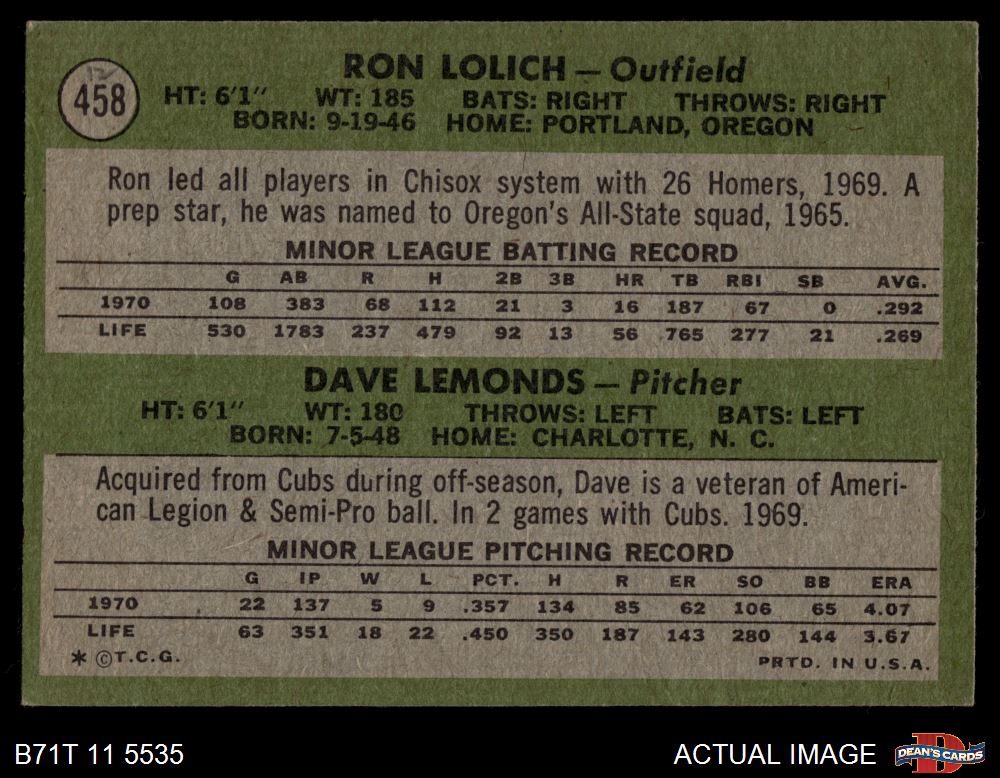 458
RON LOLICH — Outfield
HT: 6'1" WT: 185 BATS: RIGHT THROWS: RIGHT
BORN: 9-19-46 HOME: PORTLAND, OREGON
Ron led all players in Chisox system with 26 Homers, 1969. A
prep star, he was named to Oregon's All-State squad, 1965.
MINOR LEAGUE BATTING RECORD
G AB R H 2B 3B HR TB RBI SB AVG.
1970 108 383 68 112 21 3 16 187 67 0 .292
LIFE 530 1783 237 479 92 13 56 765 277 21 .269
DAVE LEMONDS — Pitcher
HT: 6'1" WT: 180 THROWS: LEFT BATS: LEFT
BORN: 7-5-48 HOME: CHARLOTTE, N. C.
Acquired from Cubs during off-season, Dave is a veteran of Ameri-
can Legion & Semi-Pro ball. In 2 games with Cubs. 1969.
MINOR LEAGUE PITCHING RECORD
G IP W L PCT. H R ER SO BB ERA
1970 22 137 5 9 .357 134 85 62 106 65 4.07
LIFE 63 351 18 22 .450 350 187 143 280 144 3.67
* ©T.C.G. PRTD. IN U.S.A.
B71T 11 5535 ACTUAL IMAGE DEAN'S CARDS